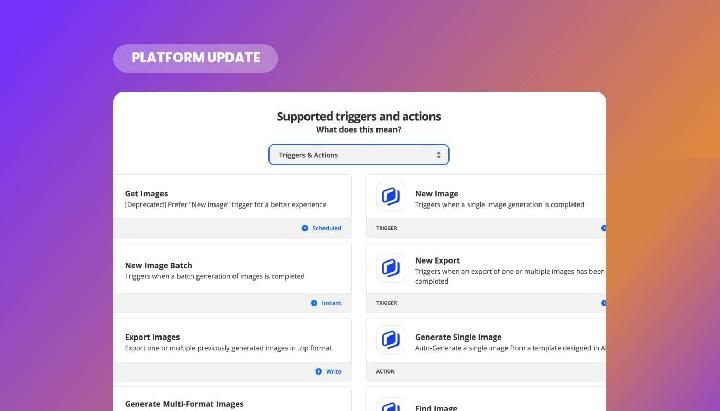 PLATFORM UPDATE
Supported triggers and actions
What does this mean?
Triggers & Actions
Get Images
[Deprecated] Prefer "New Image" trigger for a better experience
Scheduled
New Image
Triggers when a single image generation is completed
TRIGGER
New Image Batch
Triggers when a batch generation of images is completed
Instant
New Export
Triggers when an export of one or multiple images has been
completed
TRIGGER
Export Images
Export one or multiple previously generated images in .zip format
Write
Generate Single Image
Auto-Generate a single image from a template designed in
ACTION
Generate Multi-Format Images
Find Image